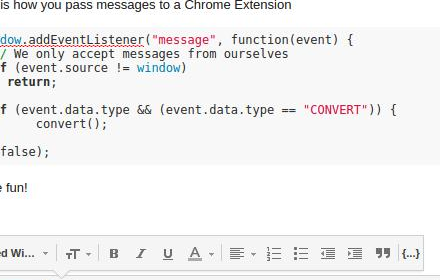 is how you pass messages to a Chrome Extension
dow.addEventListener("message", function(event) {
/ We only accept messages from ourselves
f (event.source != window)
return;
f (event.data.type && (event.data.type == "CONVERT")) {
convert();
false);
e fun!
d Wi... TT B I U A {...}